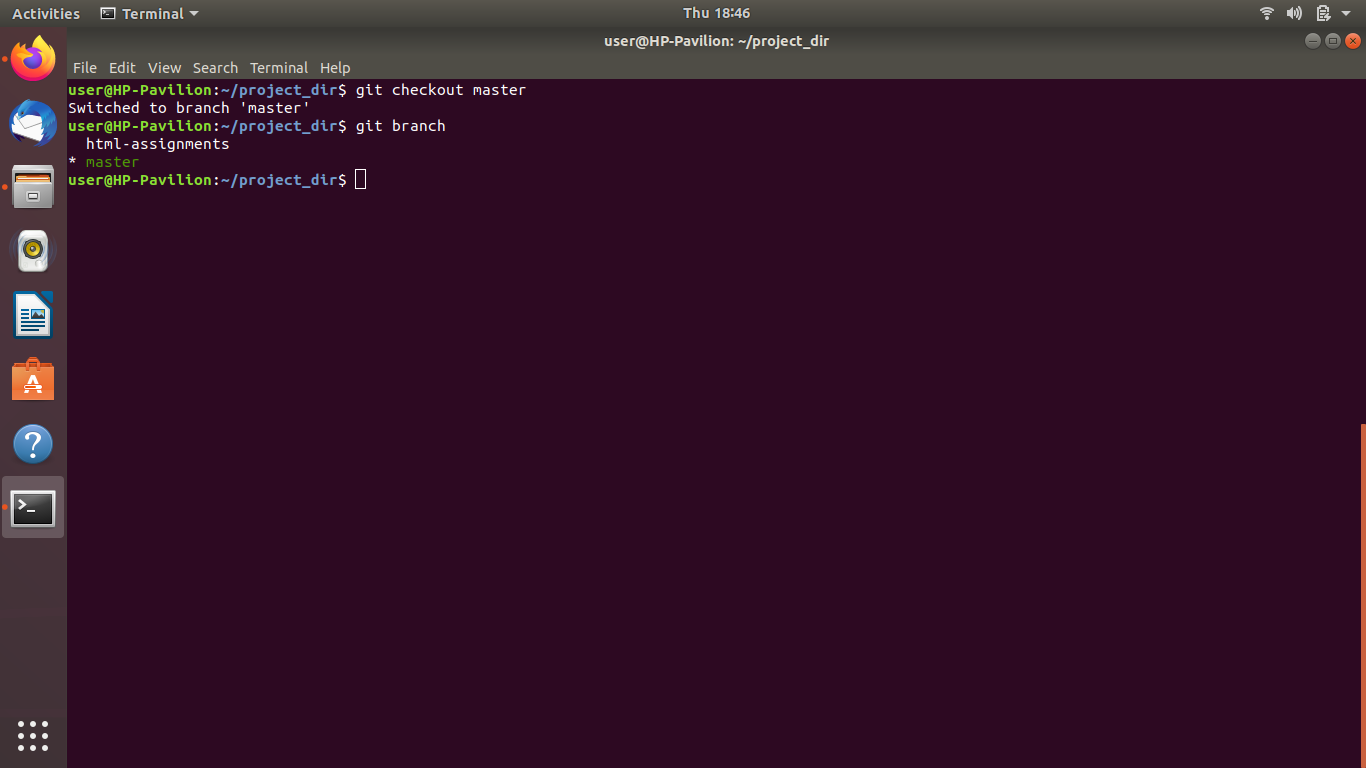 Activities Terminal Thu 18:46
user@HP-Pavilion: ~/project_dir
File Edit View Search Terminal Help
user@HP-Pavilion:~/project_dir$ git checkout master
Switched to branch 'master'
user@HP-Pavilion:~/project_dir$ git branch
  html-assignments
* master
user@HP-Pavilion:~/project_dir$